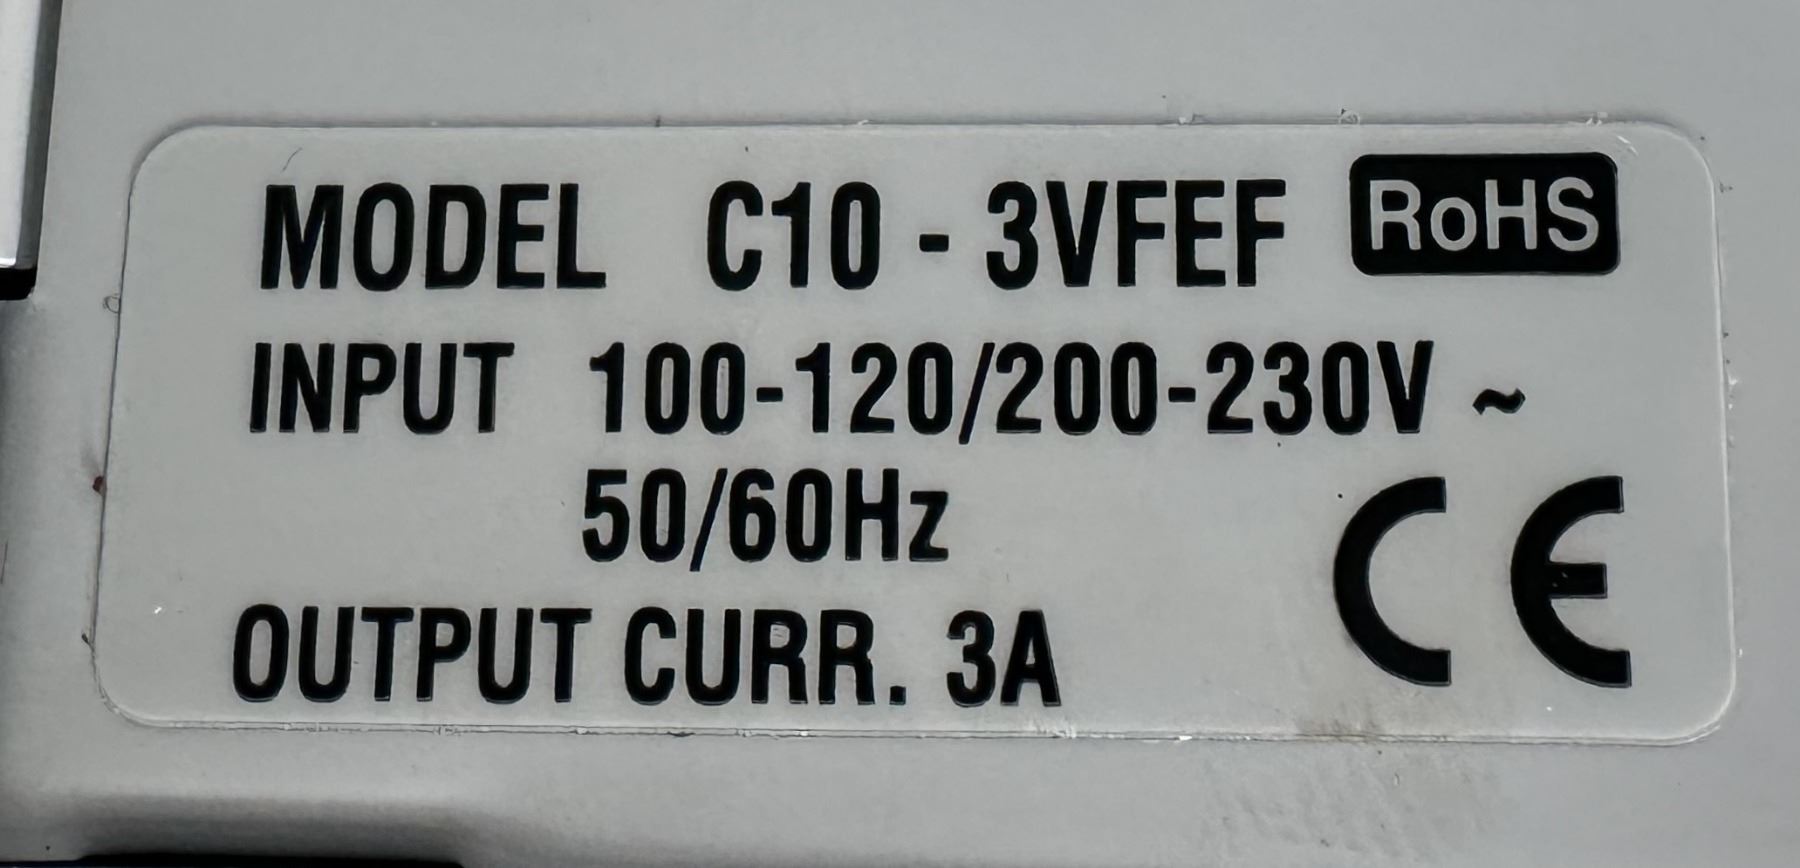 MODEL C10 - 3VFEF RoHS
INPUT 100-120/200-230V ~
50/60Hz
CE
OUTPUT CURR. 3A